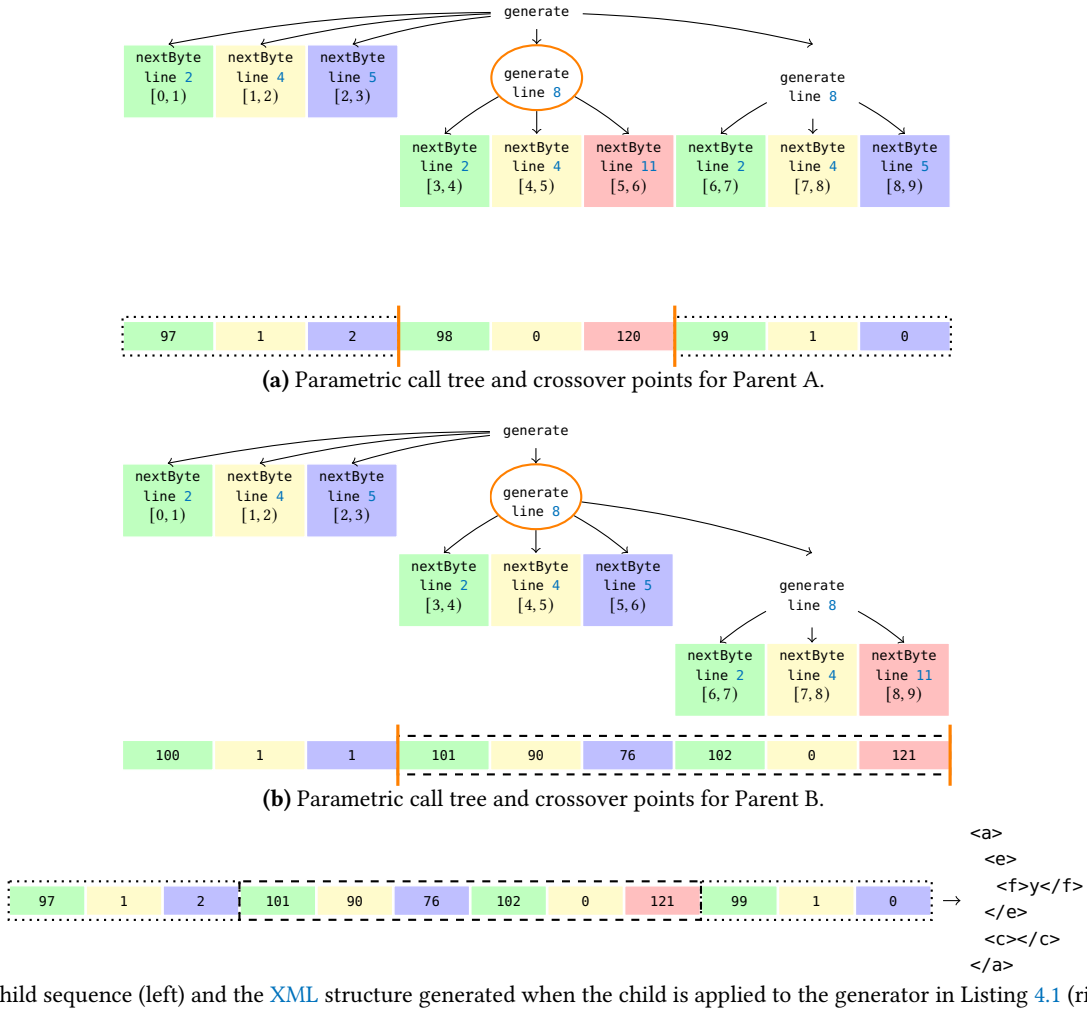 generate
nextByte nextByte nextByte
line 2 line 4 line 5
[0, 1) [1, 2) [2, 3)
generate
line 8
generate
line 8
nextByte nextByte nextByte nextByte nextByte nextByte
line 2 line 4 line 11 line 2 line 4 line 5
[3, 4) [4, 5) [5, 6) [6, 7) [7, 8) [8, 9)
97 1 2 98 0 120 99 1 0
(a) Parametric call tree and crossover points for Parent A.
generate
nextByte nextByte nextByte
line 2 line 4 line 5
[0, 1) [1, 2) [2, 3)
generate
line 8
nextByte nextByte nextByte
line 2 line 4 line 5
[3, 4) [4, 5) [5, 6)
generate
line 8
nextByte nextByte nextByte
line 2 line 4 line 11
[6, 7) [7, 8) [8, 9)
100 1 1 101 90 76 102 0 121
(b) Parametric call tree and crossover points for Parent B.
97 1 2 101 90 76 102 0 121 99 1 0 →
<a>
<e>
<f>y</f>
</e>
<c></c>
</a>
hild sequence (left) and the XML structure generated when the child is applied to the generator in Listing 4.1 (ri